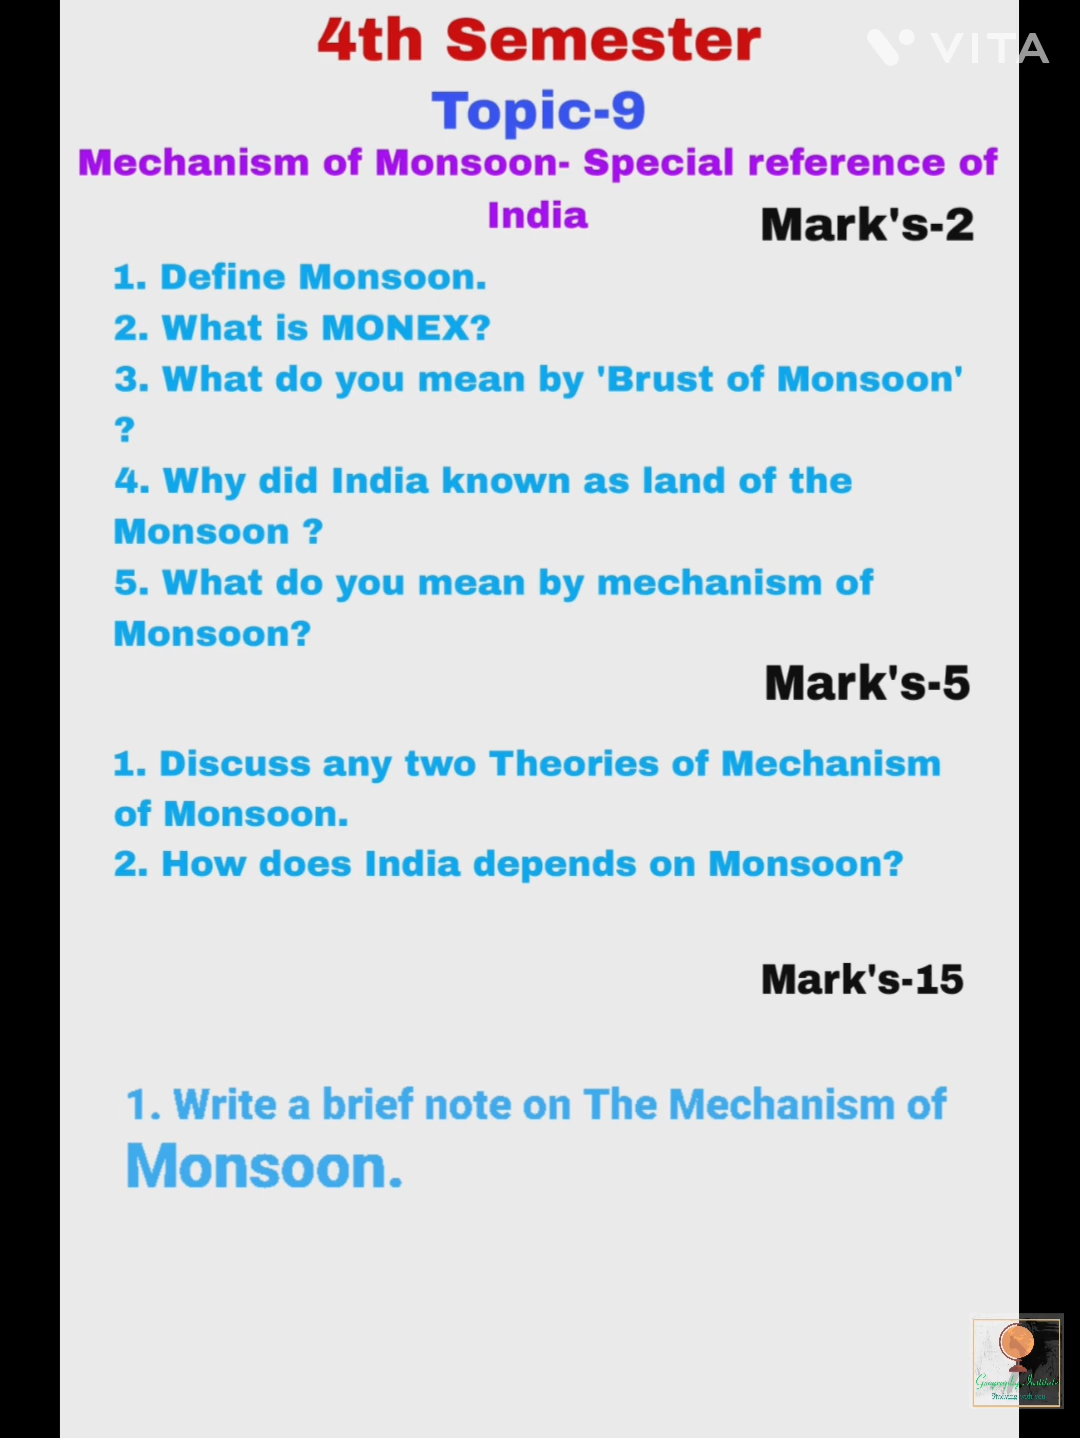 4th Semester
VITA
Topic-9
Mechanism of Monsoon- Special reference of
India
Mark's-2
1. Define Monsoon.
2. What is MONEX?
3. What do you mean by 'Brust of Monsoon'
?
4. Why did India known as land of the
Monsoon ?
5. What do you mean by mechanism of
Monsoon?
Mark's-5
1. Discuss any two Theories of Mechanism
of Monsoon.
2. How does India depends on Monsoon?
Mark's-15
1. Write a brief note on The Mechanism of
Monsoon.
Geography Institute